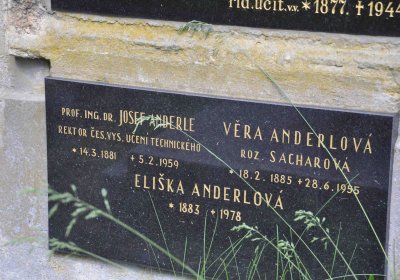 řid.učit.v.v. *1877. †1944
PROF. ING. DR. JOSEF ANDERLE
REKTOR ČES. VYS. UČENÍ TECHNICKÉHO
*14.3.1881 +5.2.1959
VĚRA ANDERLOVÁ
ROZ. SACHAROVÁ
*18.2.1885 +28.6.1955
ELIŠKA ANDERLOVÁ
*1883 +1978